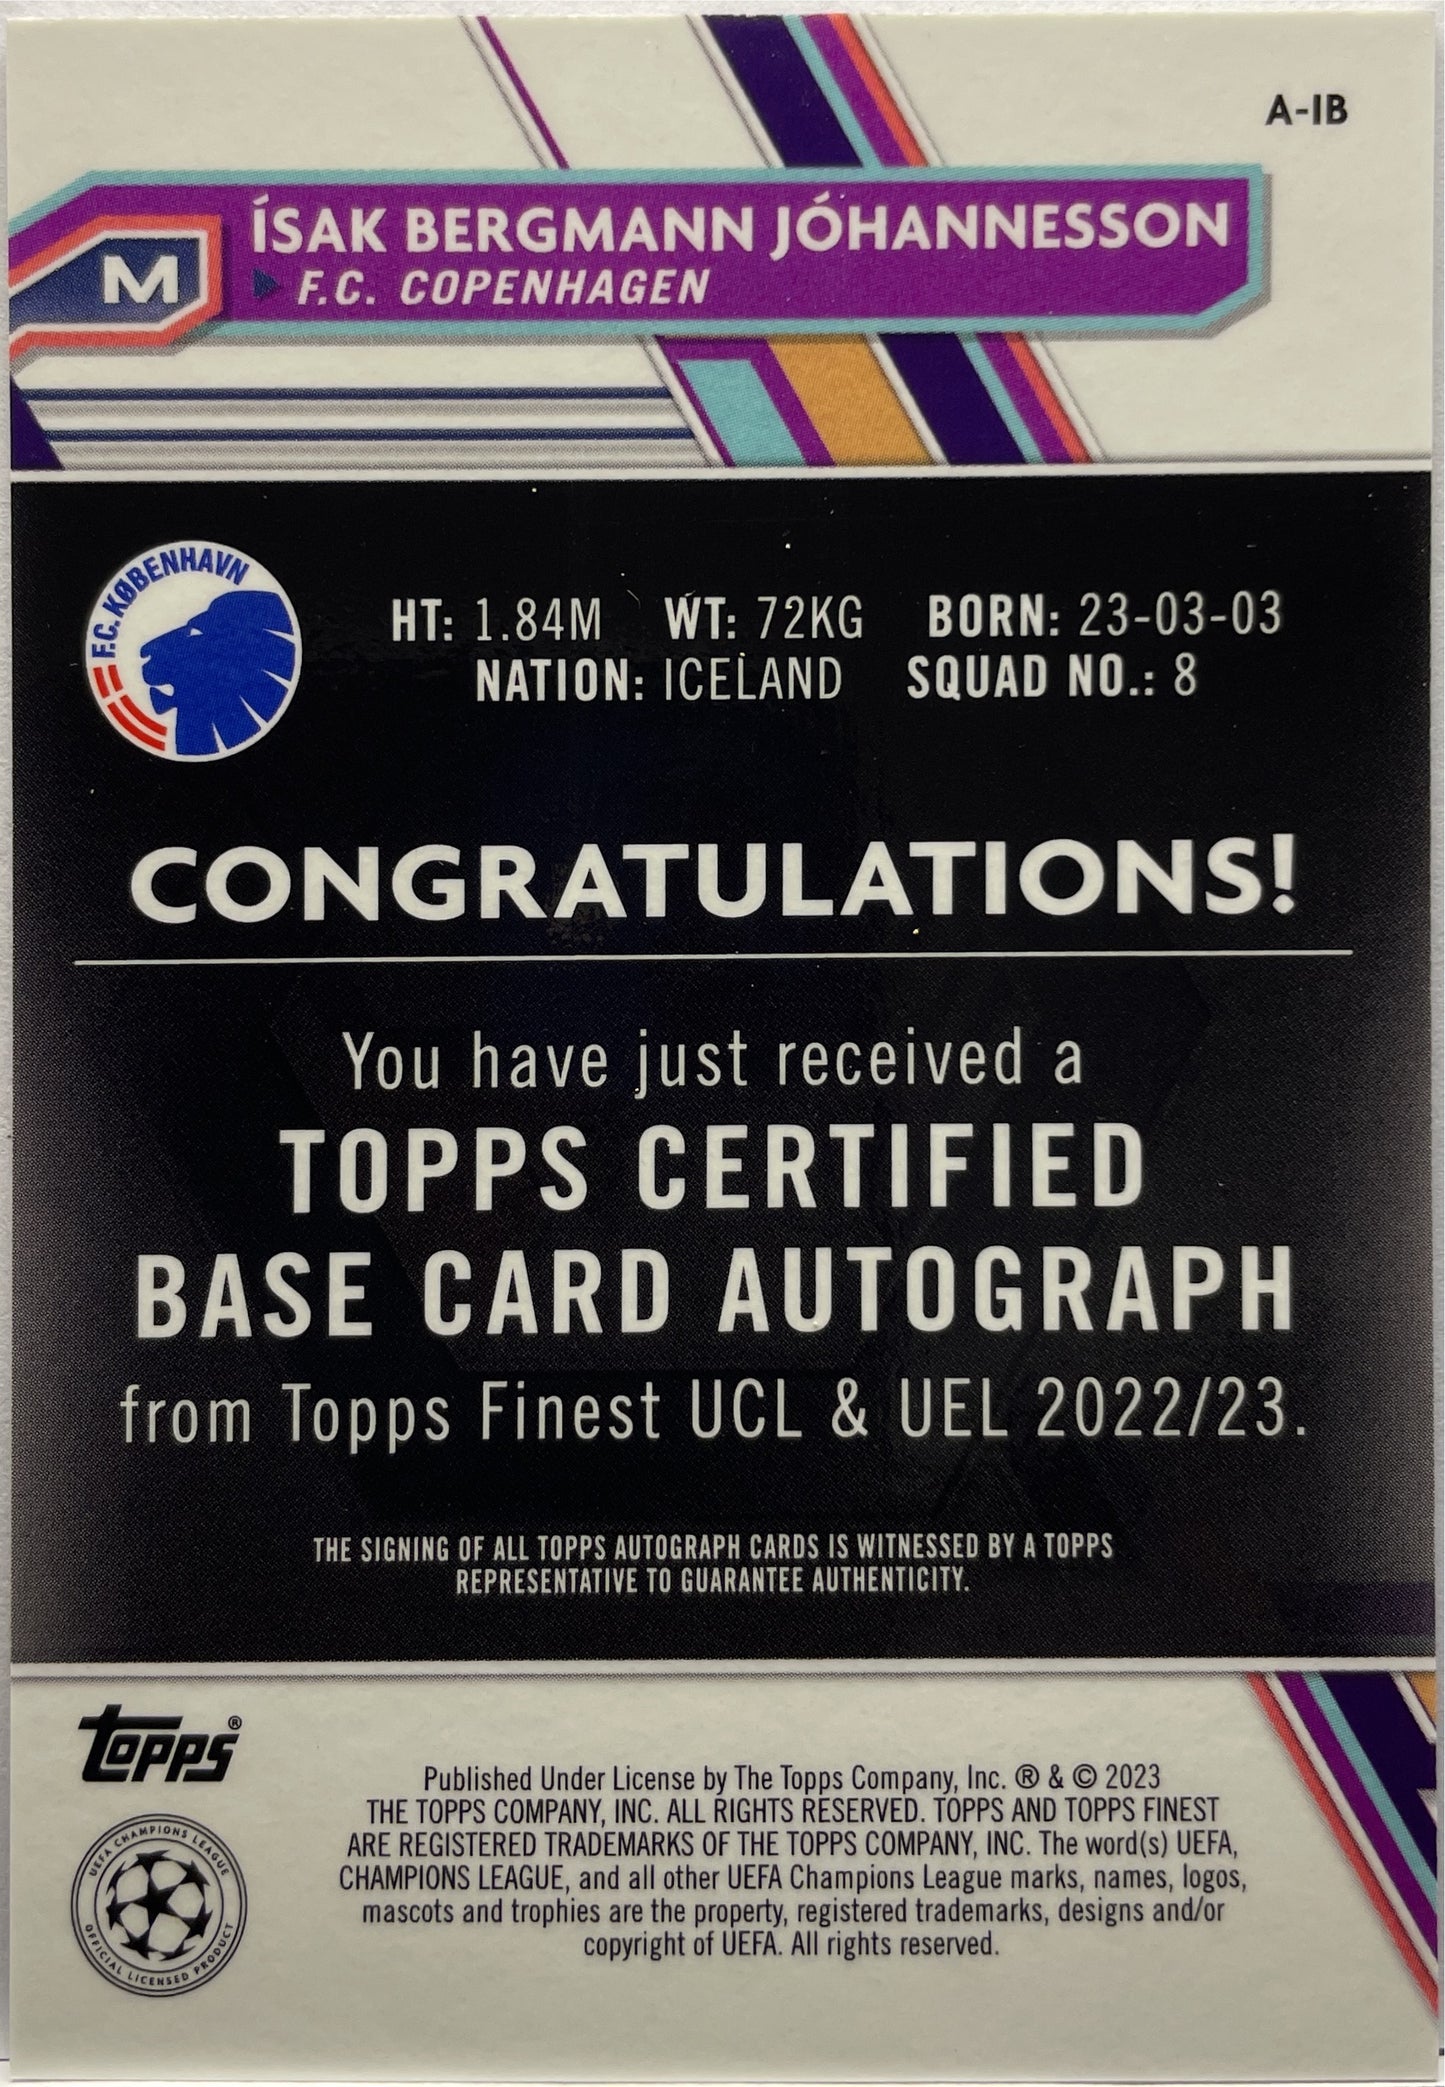 A-IB
ÍSAK BERGMANN JÓHANNESSON
M
F.C. COPENHAGEN
F.C. KØBENHAVN
HT: 1.84M WT: 72KG BORN: 23-03-03
NATION: ICELAND SQUAD NO.: 8
CONGRATULATIONS!
You have just received a
TOPPS CERTIFIED
BASE CARD AUTOGRAPH
from Topps Finest UCL & UEL 2022/23.
THE SIGNING OF ALL TOPPS AUTOGRAPH CARDS IS WITNESSED BY A TOPPS
REPRESENTATIVE TO GUARANTEE AUTHENTICITY.
topps®
Published Under License by The Topps Company, Inc. ® & © 2023
THE TOPPS COMPANY, INC. ALL RIGHTS RESERVED. TOPPS AND TOPPS FINEST
ARE REGISTERED TRADEMARKS OF THE TOPPS COMPANY, INC. The word(s) UEFA,
CHAMPIONS LEAGUE, and all other UEFA Champions League marks, names, logos,
mascots and trophies are the property, registered trademarks, designs and/or
copyright of UEFA. All rights reserved.
UEFA CHAMPIONS LEAGUE
OFFICIAL LICENSED PRODUCT